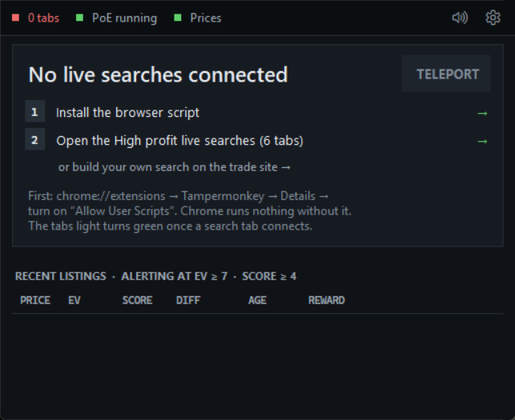 0 tabs PoE running Prices
No live searches connected TELEPORT
1 Install the browser script →
2 Open the High profit live searches (6 tabs) →
or build your own search on the trade site →
First: chrome://extensions → Tampermonkey → Details →
turn on “Allow User Scripts”. Chrome runs nothing without it.
The tabs light turns green once a search tab connects.
RECENT LISTINGS · ALERTING AT EV ≥ 7 · SCORE ≥ 4
PRICE EV SCORE DIFF AGE REWARD